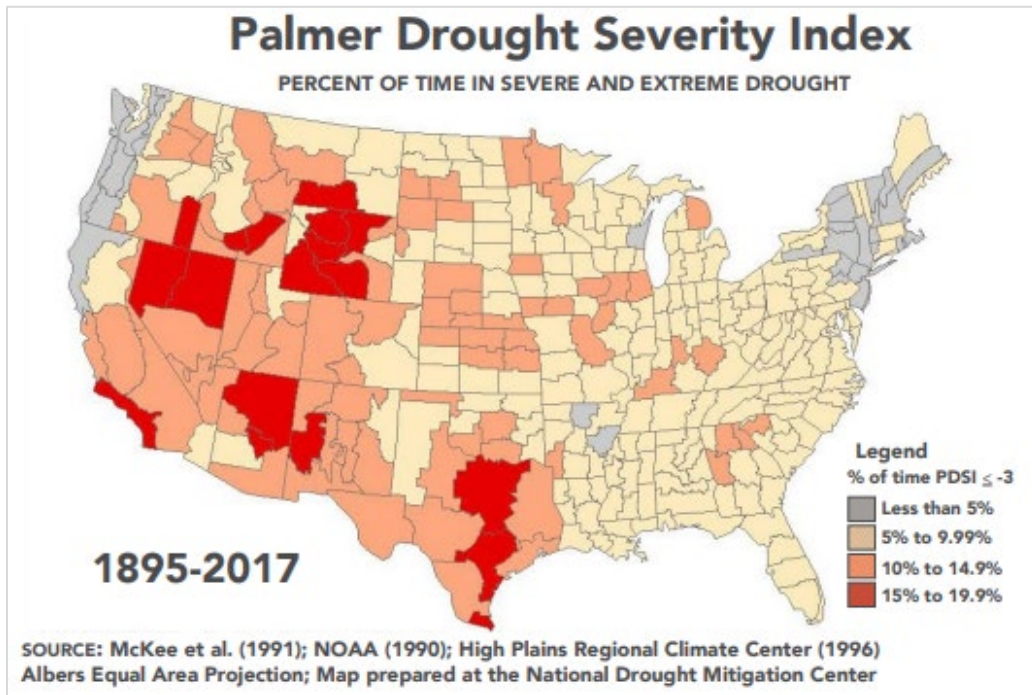 Palmer Drought Severity Index
PERCENT OF TIME IN SEVERE AND EXTREME DROUGHT
Legend
% of time PDSI ≤ -3
Less than 5%
5% to 9.99%
10% to 14.9%
15% to 19.9%
1895-2017
SOURCE: McKee et al. (1991); NOAA (1990); High Plains Regional Climate Center (1996)
Albers Equal Area Projection; Map prepared at the National Drought Mitigation Center